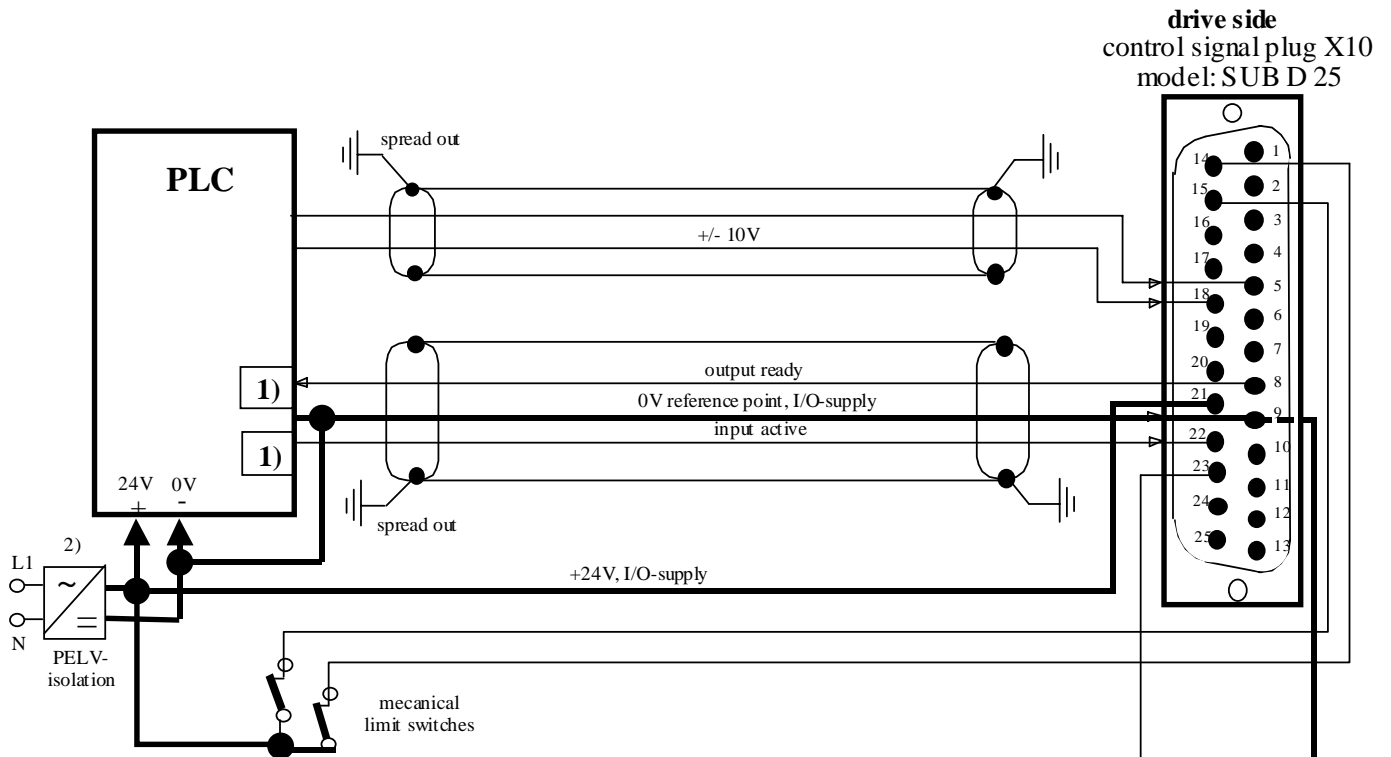 drive side
control signal plug X10
model: SUB D 25
PLC
spread out
+/- 10V
output ready
0V reference point, I/O-supply
input active
1)
1)
24V 0V
+ -
spread out
2)
L1
N
~
=
PELV-
isolation
+24V, I/O-supply
mecanical
limit switches
1
14
2
15
3
16
4
17
5
18
6
19
7
20
8
21
9
22
10
23
11
24
12
25
13